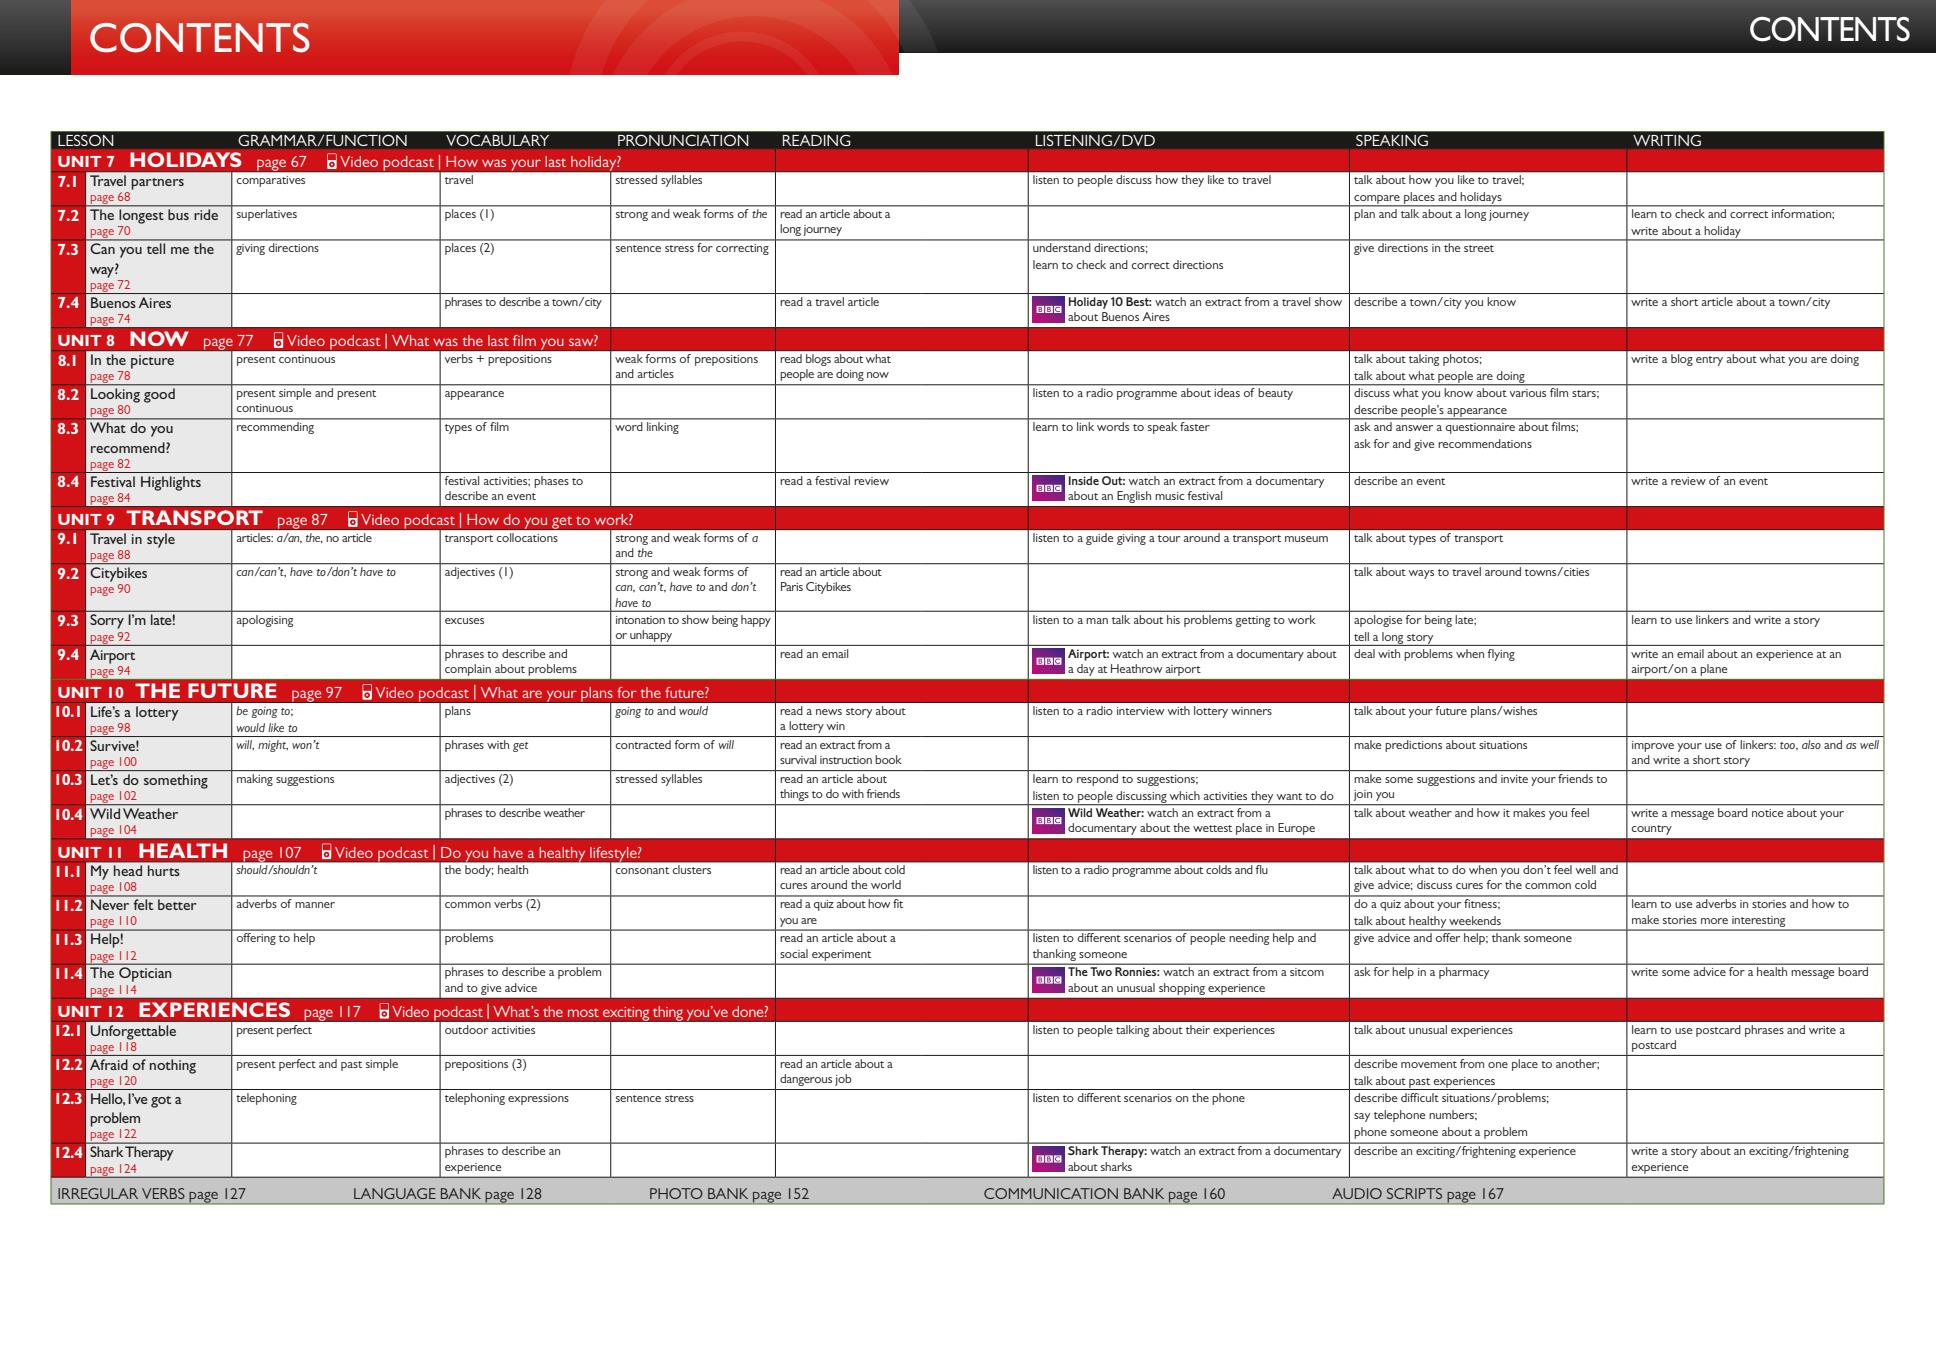 CONTENTS
CONTENTS
LESSON GRAMMAR/FUNCTION VOCABULARY PRONUNCIATION READING LISTENING/DVD SPEAKING WRITING
UNIT 7 HOLIDAYS page 67 Video podcast | How was your last holiday?
7.1 Travel partners comparatives travel stressed syllables listen to people discuss how they like to travel talk about how you like to travel;
page 68 compare places and holidays
7.2 The longest bus ride superlatives places (1) strong and weak forms of the read an article about a plan and talk about a long journey learn to check and correct information;
page 70 long journey write about a holiday
7.3 Can you tell me the giving directions places (2) sentence stress for correcting understand directions; give directions in the street
way? learn to check and correct directions
page 72
7.4 Buenos Aires phrases to describe a town/city read a travel article BBC Holiday 10 Best: watch an extract from a travel show describe a town/city you know write a short article about a town/city
page 74 about Buenos Aires
UNIT 8 NOW page 77 Video podcast | What was the last film you saw?
8.1 In the picture present continuous verbs + prepositions weak forms of prepositions read blogs about what talk about taking photos; write a blog entry about what you are doing
page 78 and articles people are doing now talk about what people are doing
8.2 Looking good present simple and present appearance listen to a radio programme about ideas of beauty discuss what you know about various film stars;
page 80 continuous describe people's appearance
8.3 What do you recommending types of film word linking learn to link words to speak faster ask and answer a questionnaire about films;
recommend? ask for and give recommendations
page 82
8.4 Festival Highlights festival activities; phases to read a festival review BBC Inside Out: watch an extract from a documentary describe an event write a review of an event
page 84 describe an event about an English music festival
UNIT 9 TRANSPORT page 87 Video podcast | How do you get to work?
9.1 Travel in style articles: a/an, the, no article transport collocations strong and weak forms of a listen to a guide giving a tour around a transport museum talk about types of transport
page 88 and the
9.2 Citybikes can/can't, have to/don't have to adjectives (1) strong and weak forms of read an article about talk about ways to travel around towns/cities
page 90 can, can't, have to and don't Paris Citybikes
have to
9.3 Sorry I'm late! apologising excuses intonation to show being happy listen to a man talk about his problems getting to work apologise for being late; learn to use linkers and write a story
page 92 or unhappy tell a long story
9.4 Airport phrases to describe and read an email BBC Airport: watch an extract from a documentary about deal with problems when flying write an email about an experience at an
page 94 complain about problems a day at Heathrow airport airport/on a plane
UNIT 10 THE FUTURE page 97 Video podcast | What are your plans for the future?
10.1 Life's a lottery be going to; plans going to and would read a news story about listen to a radio interview with lottery winners talk about your future plans/wishes
page 98 would like to a lottery win
10.2 Survive! will, might, won't phrases with get contracted form of will read an extract from a make predictions about situations improve your use of linkers: too, also and as well
page 100 survival instruction book and write a short story
10.3 Let's do something making suggestions adjectives (2) stressed syllables read an article about learn to respond to suggestions; make some suggestions and invite your friends to
page 102 things to do with friends listen to people discussing which activities they want to do join you
10.4 Wild Weather phrases to describe weather BBC Wild Weather: watch an extract from a talk about weather and how it makes you feel write a message board notice about your
page 104 documentary about the wettest place in Europe country
UNIT 11 HEALTH page 107 Video podcast | Do you have a healthy lifestyle?
11.1 My head hurts should/shouldn't the body; health consonant clusters read an article about cold listen to a radio programme about colds and flu talk about what to do when you don't feel well and
page 108 cures around the world give advice; discuss cures for the common cold
11.2 Never felt better adverbs of manner common verbs (2) read a quiz about how fit do a quiz about your fitness; learn to use adverbs in stories and how to
page 110 you are talk about healthy weekends make stories more interesting
11.3 Help! offering to help problems read an article about a listen to different scenarios of people needing help and give advice and offer help; thank someone
page 112 social experiment thanking someone
11.4 The Optician phrases to describe a problem BBC The Two Ronnies: watch an extract from a sitcom ask for help in a pharmacy write some advice for a health message board
page 114 and to give advice about an unusual shopping experience
UNIT 12 EXPERIENCES page 117 Video podcast | What's the most exciting thing you've done?
12.1 Unforgettable present perfect outdoor activities listen to people talking about their experiences talk about unusual experiences learn to use postcard phrases and write a
page 118 postcard
12.2 Afraid of nothing present perfect and past simple prepositions (3) read an article about a describe movement from one place to another;
page 120 dangerous job talk about past experiences
12.3 Hello, I've got a telephoning telephoning expressions sentence stress listen to different scenarios on the phone describe difficult situations/problems;
problem say telephone numbers;
page 122 phone someone about a problem
12.4 Shark Therapy phrases to describe an BBC Shark Therapy: watch an extract from a documentary describe an exciting/frightening experience write a story about an exciting/frightening
page 124 experience about sharks experience
IRREGULAR VERBS page 127 LANGUAGE BANK page 128 PHOTO BANK page 152 COMMUNICATION BANK page 160 AUDIO SCRIPTS page 167